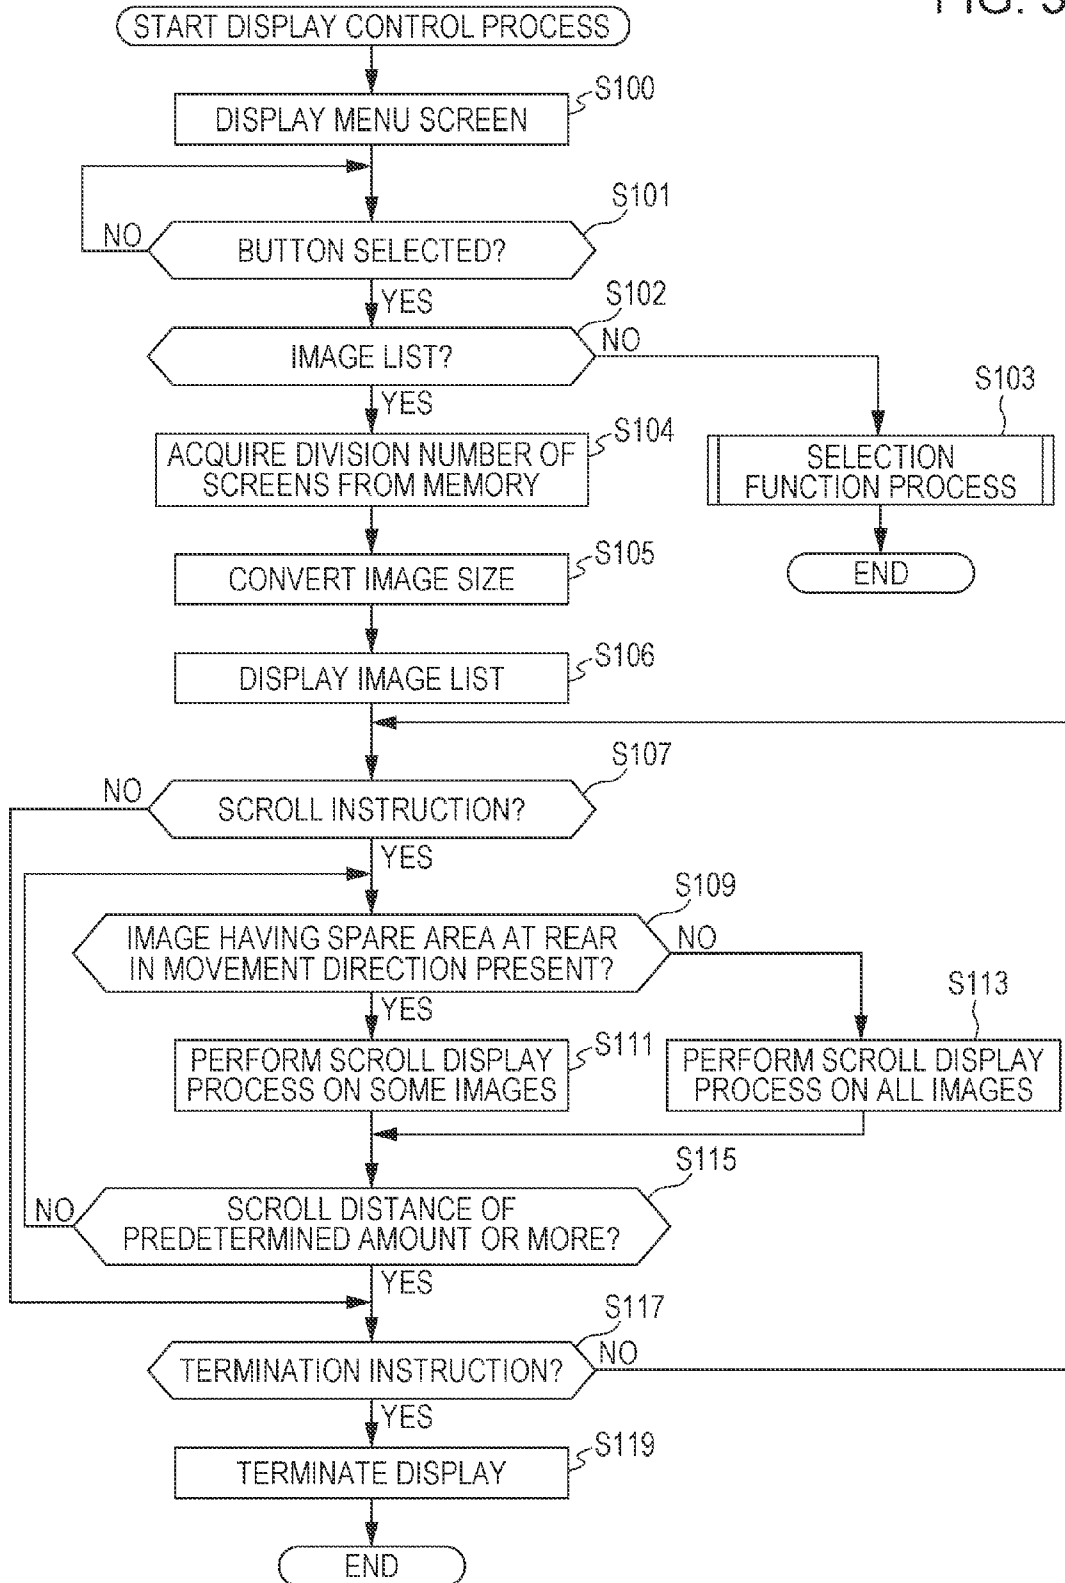 FIG. 3
START DISPLAY CONTROL PROCESS
S100
DISPLAY MENU SCREEN
S101
NO
BUTTON SELECTED?
YES
S102
IMAGE LIST?
NO
YES
S103
SELECTION
FUNCTION PROCESS
END
S104
ACQUIRE DIVISION NUMBER OF
SCREENS FROM MEMORY
S105
CONVERT IMAGE SIZE
S106
DISPLAY IMAGE LIST
S107
NO
SCROLL INSTRUCTION?
YES
S109
IMAGE HAVING SPARE AREA AT REAR
IN MOVEMENT DIRECTION PRESENT?
NO
YES
S111
PERFORM SCROLL DISPLAY
PROCESS ON SOME IMAGES
S113
PERFORM SCROLL DISPLAY
PROCESS ON ALL IMAGES
S115
NO
SCROLL DISTANCE OF
PREDETERMINED AMOUNT OR MORE?
YES
S117
TERMINATION INSTRUCTION?
NO
YES
S119
TERMINATE DISPLAY
END